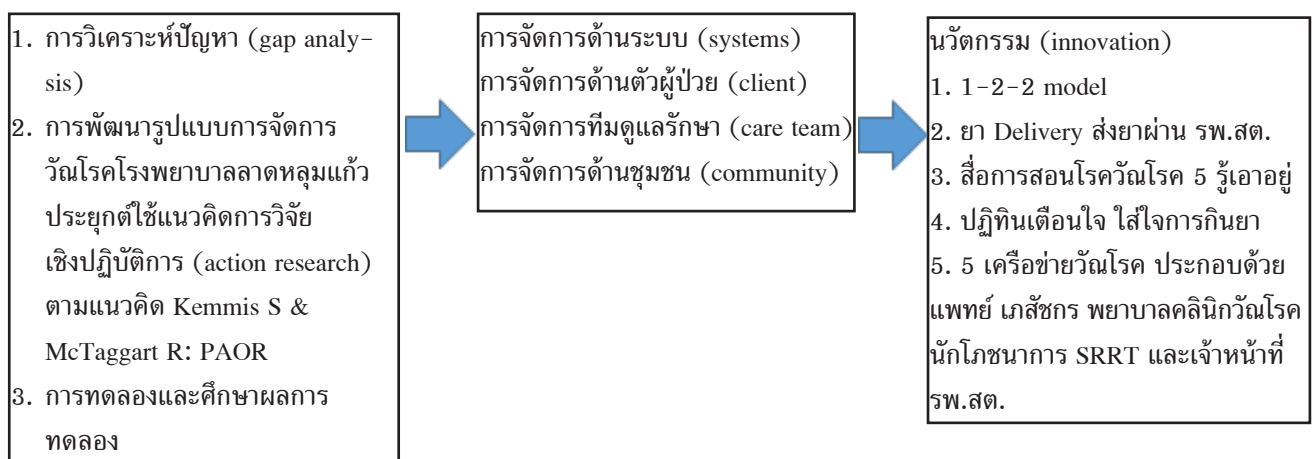 1. การวิเคราะห์ปัญหา (gap analy-
sis)
2. การพัฒนารูปแบบการจัดการ
วัณโรคโรงพยาบาลลาดหลุมแก้ว
ประยุกต์ใช้แนวคิดการวิจัย
เชิงปฏิบัติการ (action research)
ตามแนวคิด Kemmis S &
McTaggart R: PAOR
3. การทดลองและศึกษาผลการ
ทดลอง
การจัดการด้านระบบ (systems)
การจัดการด้านตัวผู้ป่วย (client)
การจัดการทีมดูแลรักษา (care team)
การจัดการด้านชุมชน (community)
นวัตกรรม (innovation)
1. 1-2-2 model
2. ยา Delivery ส่งยาผ่าน รพ.สต.
3. สื่อการสอนโรควัณโรค 5 รู้เอาอยู่
4. ปฏิทินเตือนใจ ใส่ใจการกินยา
5. 5 เครือข่ายวัณโรค ประกอบด้วย
แพทย์ เภสัชกร พยาบาลคลินิกวัณโรค
นักโภชนาการ SRRT และเจ้าหน้าที่
รพ.สต.